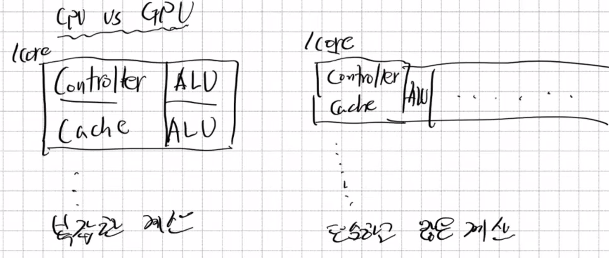 CPU vs GPU
1core
Controller ALU
Cache ALU
복잡한 계산
1core
Controller
Cache ALU ......
단순하고 많은 계산